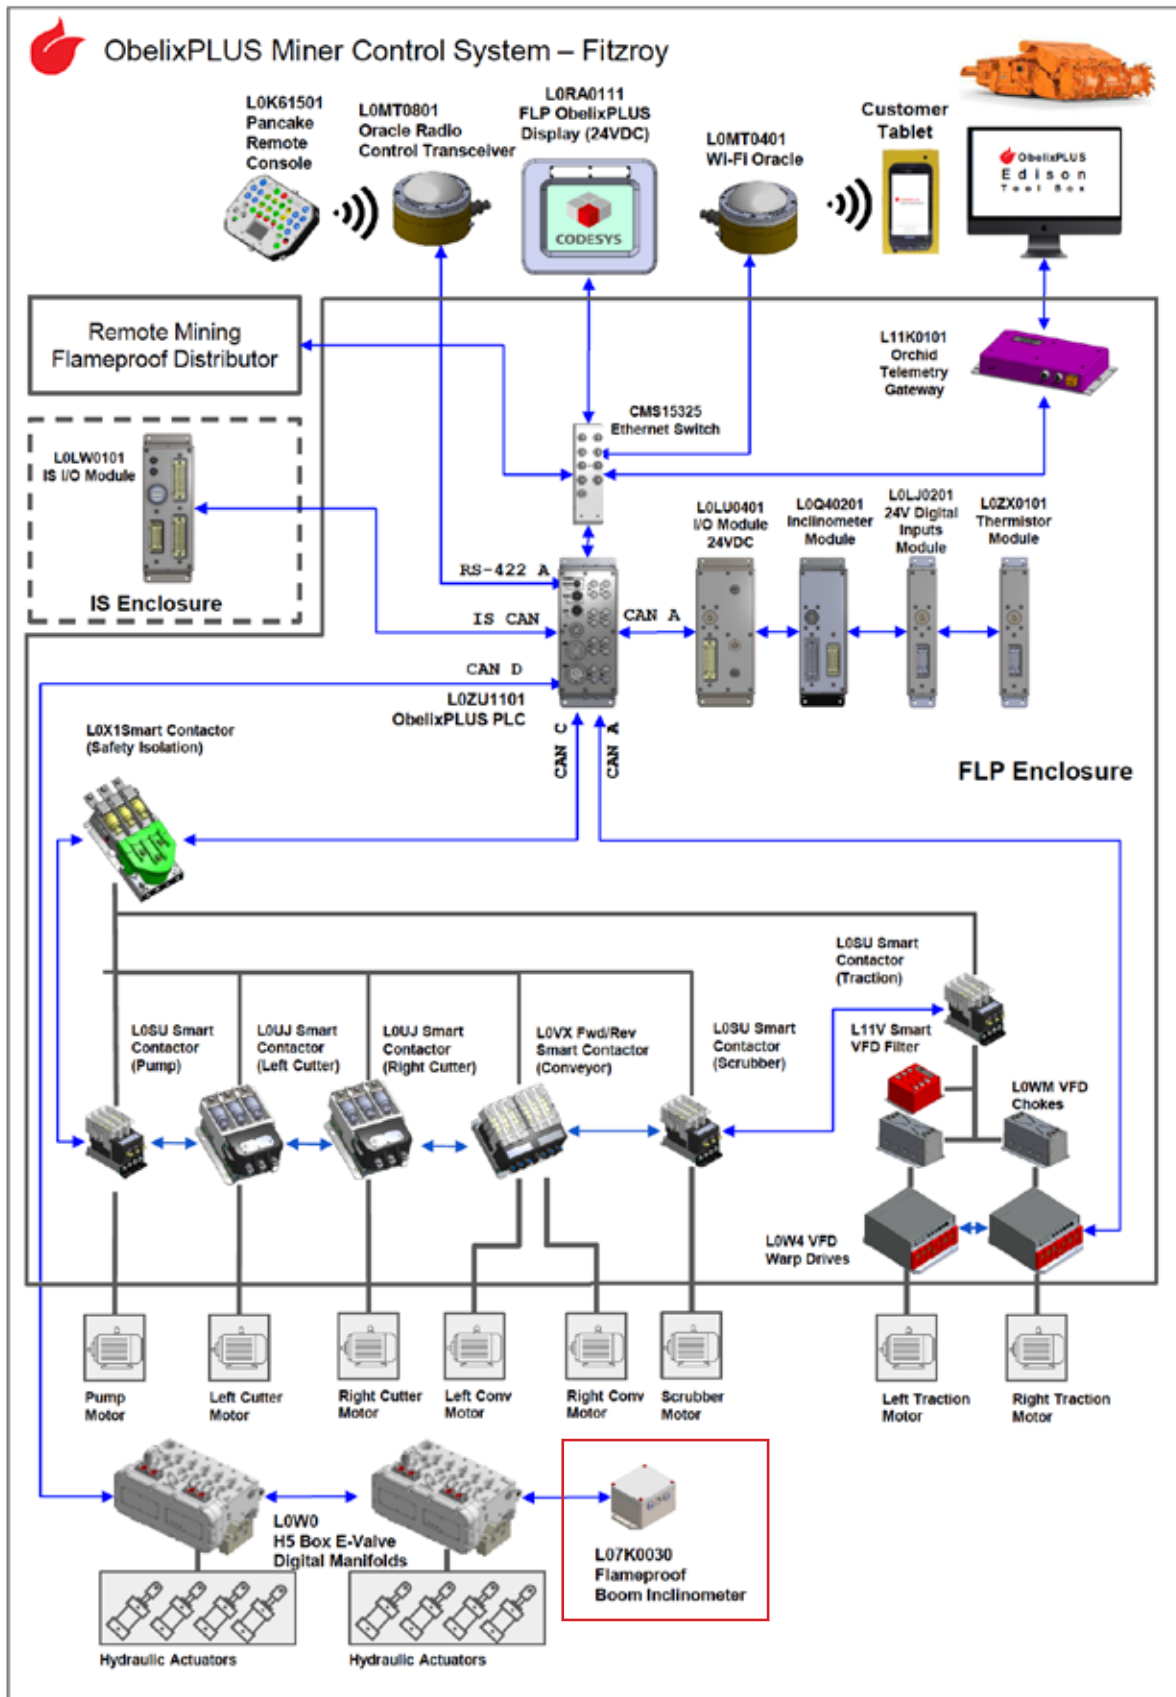 ObelixPLUS Miner Control System – Fitzroy
L0K61501
Pancake
Remote
Console
L0MT0801
Oracle Radio
Control Transceiver
L0RA0111
FLP ObelixPLUS
Display (24VDC)
CODESYS
L0MT0401
Wi-Fi Oracle
Customer
Tablet
ObelixPLUS
Edison
Tool Box
Remote Mining
Flameproof Distributor
L11K0101
Orchid
Telemetry
Gateway
CMS15325
Ethernet Switch
L0LW0101
IS I/O Module
IS Enclosure
L0LU0401
I/O Module
24VDC
L0Q40201
Inclinometer
Module
L0LJ0201
24V Digital
Inputs
Module
L0ZX0101
Thermistor
Module
RS-422 A
IS CAN
CAN A
CAN D
L0ZU1101
ObelixPLUS PLC
CAN C
CAN A
FLP Enclosure
L0X1Smart Contactor
(Safety Isolation)
L0SU Smart
Contactor
(Traction)
L0SU Smart
Contactor
(Pump)
L0UJ Smart
Contactor
(Left Cutter)
L0UJ Smart
Contactor
(Right Cutter)
L0VX Fwd/Rev
Smart Contactor
(Conveyor)
L0SU Smart
Contactor
(Scrubber)
L11V Smart
VFD Filter
L0WM VFD
Chokes
L0W4 VFD
Warp Drives
Pump
Motor
Left Cutter
Motor
Right Cutter
Motor
Left Conv
Motor
Right Conv
Motor
Scrubber
Motor
Left Traction
Motor
Right Traction
Motor
L0W0
H5 Box E-Valve
Digital Manifolds
L07K0030
Flameproof
Boom Inclinometer
Hydraulic Actuators
Hydraulic Actuators